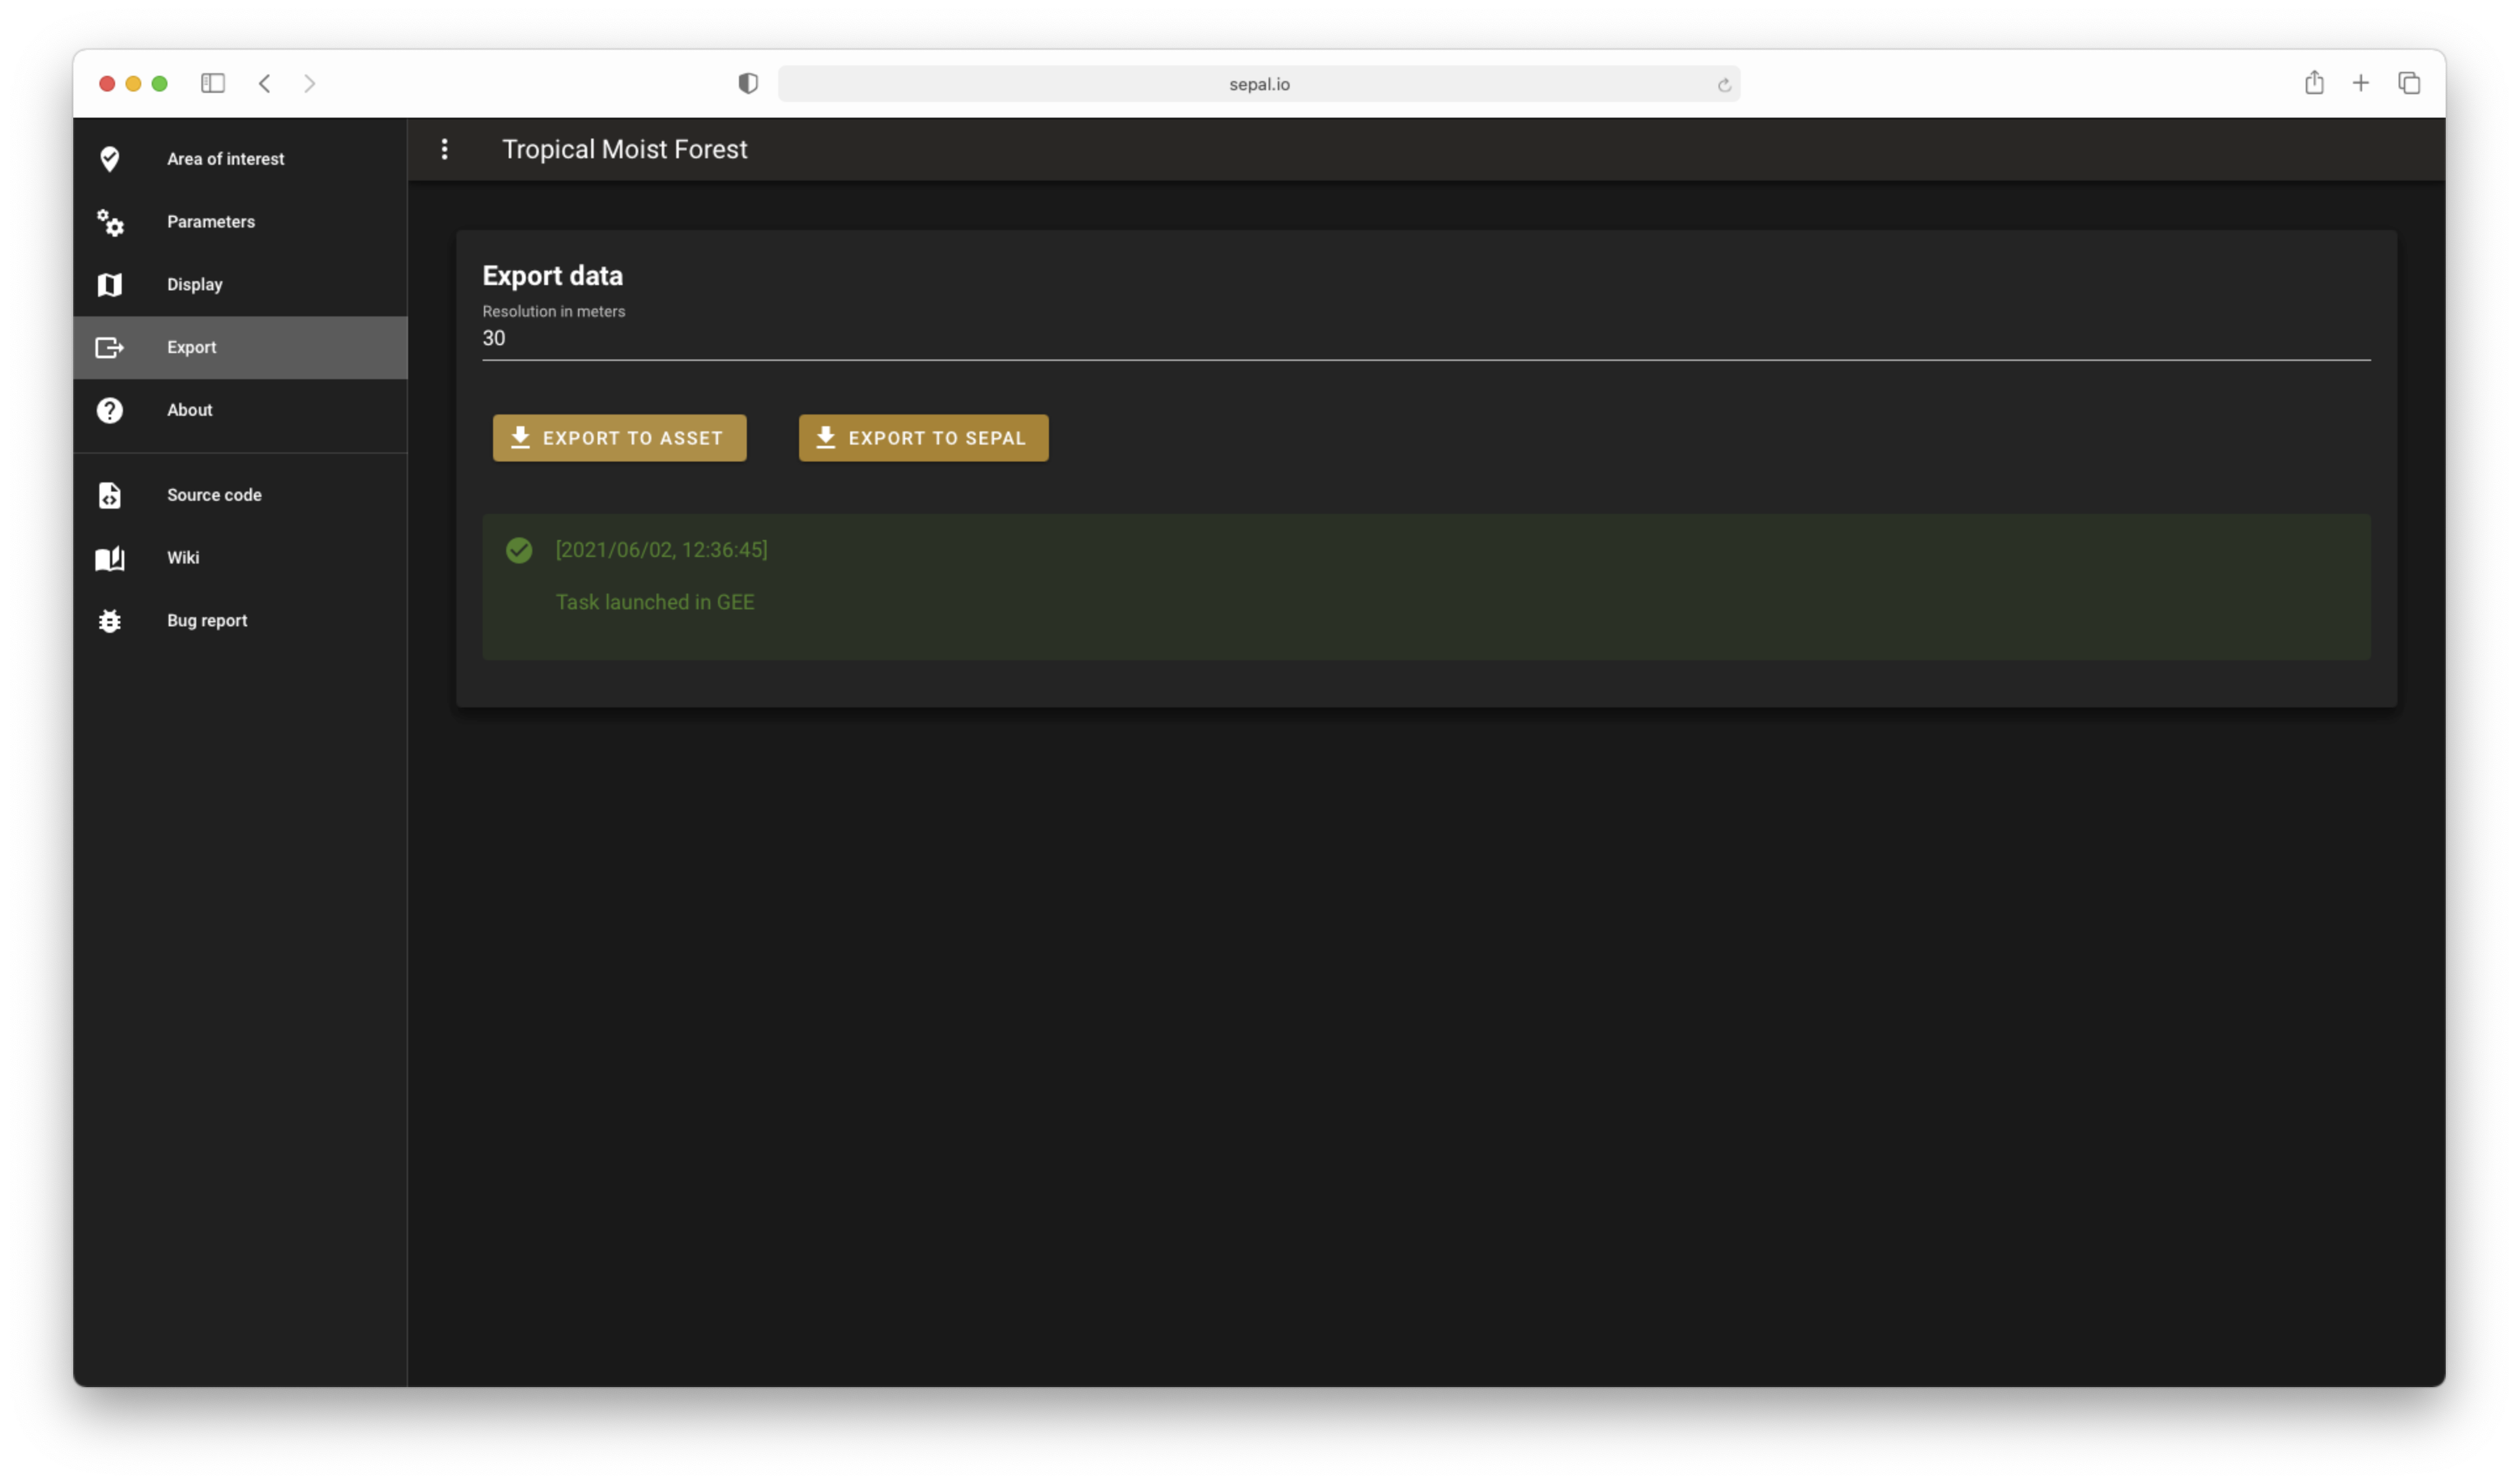 sepal.io
Area of interest
Parameters
Display
Export
About
Source code
Wiki
Bug report
Tropical Moist Forest
Export data
Resolution in meters
30
EXPORT TO ASSET
EXPORT TO SEPAL
[2021/06/02, 12:36:45]
Task launched in GEE